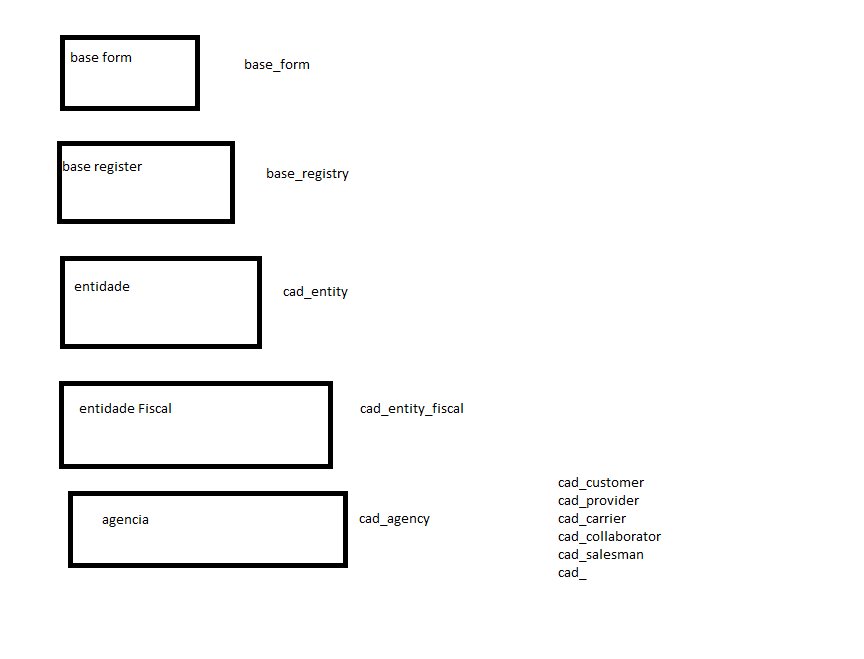 base form
base_form
base register
base_registry
entidade
cad_entity
entidade Fiscal
cad_entity_fiscal
agencia
cad_agency
cad_customer
cad_provider
cad_carrier
cad_collaborator
cad_salesman
cad_